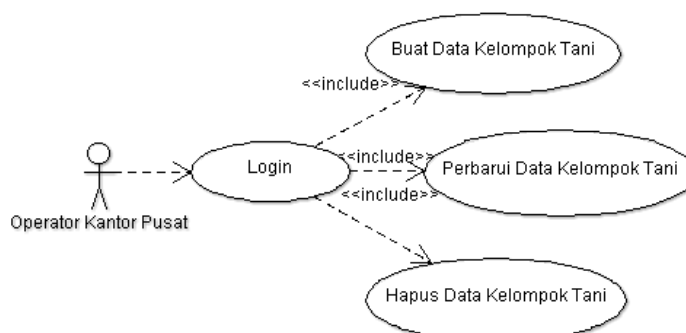 Buat Data Kelompok Tani
<<include>>
Login
<<include>>
Perbarui Data Kelompok Tani
<<include>>
Operator Kantor Pusat
Hapus Data Kelompok Tani